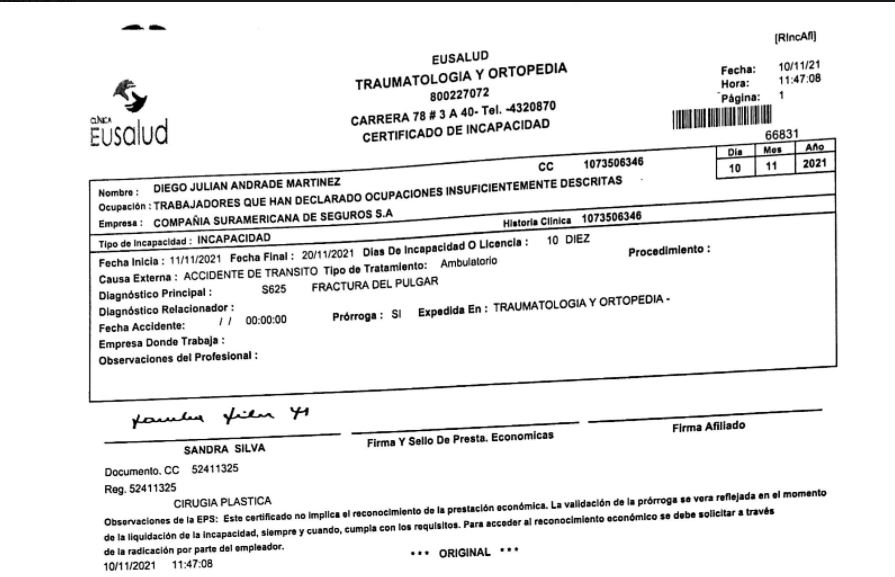 [RIncAfl]
EUSALUD
TRAUMATOLOGIA Y ORTOPEDIA
800227072
CARRERA 78 # 3 A 40- Tel. -4320870
CERTIFICADO DE INCAPACIDAD
Fecha: 10/11/21
Hora: 11:47:08
Página: 1
CLÍNICA
Eusalud
66831
Dia Mes Año
10 11 2021
Nombre : DIEGO JULIAN ANDRADE MARTINEZ CC 1073506346
Ocupación : TRABAJADORES QUE HAN DECLARADO OCUPACIONES INSUFICIENTEMENTE DESCRITAS
Empresa : COMPAÑIA SURAMERICANA DE SEGUROS S.A
Tipo de Incapacidad : INCAPACIDAD Historia Clinica 1073506346
Fecha Inicia : 11/11/2021 Fecha Final : 20/11/2021 Dias De Incapacidad O Licencia : 10 DIEZ
Causa Externa : ACCIDENTE DE TRANSITO Tipo de Tratamiento: Ambulatorio Procedimiento :
Diagnóstico Principal : S625 FRACTURA DEL PULGAR
Diagnóstico Relacionador :
Fecha Accidente: / / 00:00:00 Prórroga : SI Expedida En : TRAUMATOLOGIA Y ORTOPEDIA -
Empresa Donde Trabaja :
Observaciones del Profesional :
SANDRA SILVA Firma Y Sello De Presta. Economicas Firma Afiliado
Documento. CC 52411325
Reg. 52411325
CIRUGIA PLASTICA
Observaciones de la EPS: Este certificado no implica el reconocimiento de la prestación económica. La validación de la prórroga se vera reflejada en el momento
de la liquidación de la incapacidad, siempre y cuando, cumpla con los requisitos. Para acceder al reconocimiento económico se debe solicitar a través
de la radicación por parte del empleador.
10/11/2021 11:47:08 *** ORIGINAL ***